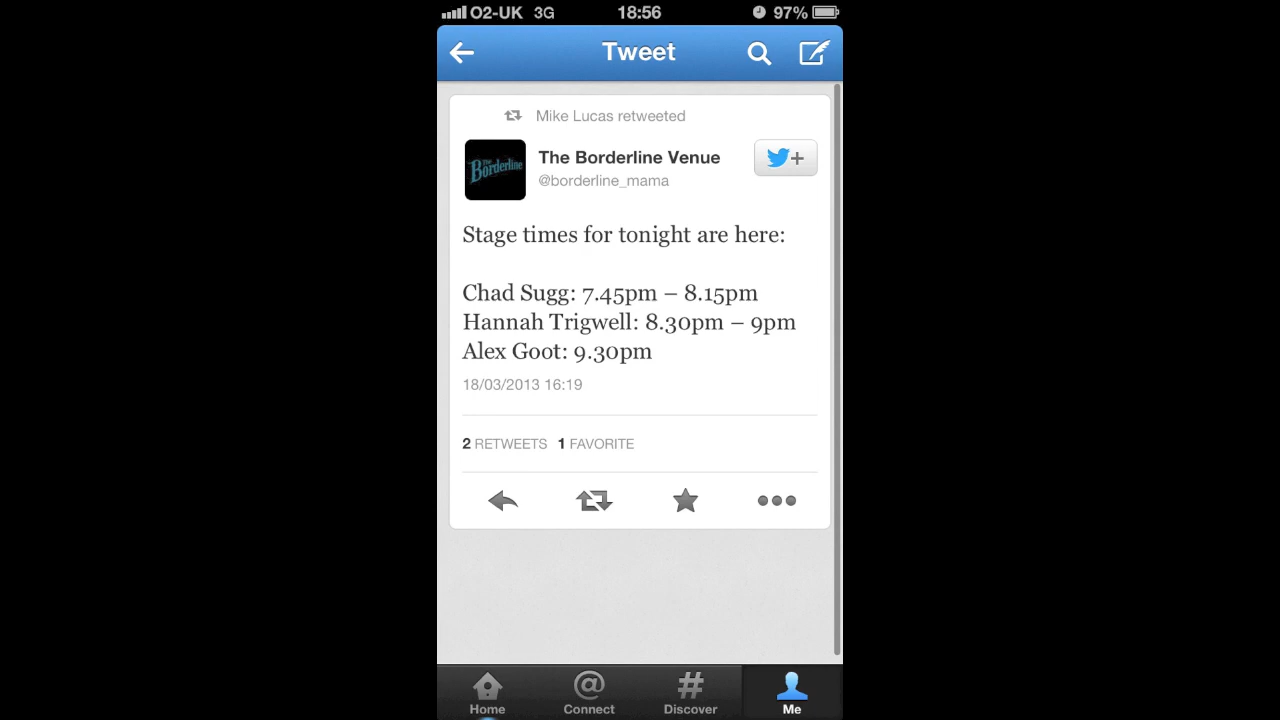 O2-UK 3G 18:56 97%
Tweet
Mike Lucas retweeted
The Borderline
The Borderline Venue
@borderline_mama
Stage times for tonight are here:
Chad Sugg: 7.45pm – 8.15pm
Hannah Trigwell: 8.30pm – 9pm
Alex Goot: 9.30pm
18/03/2013 16:19
2 RETWEETS 1 FAVORITE
Home Connect Discover Me